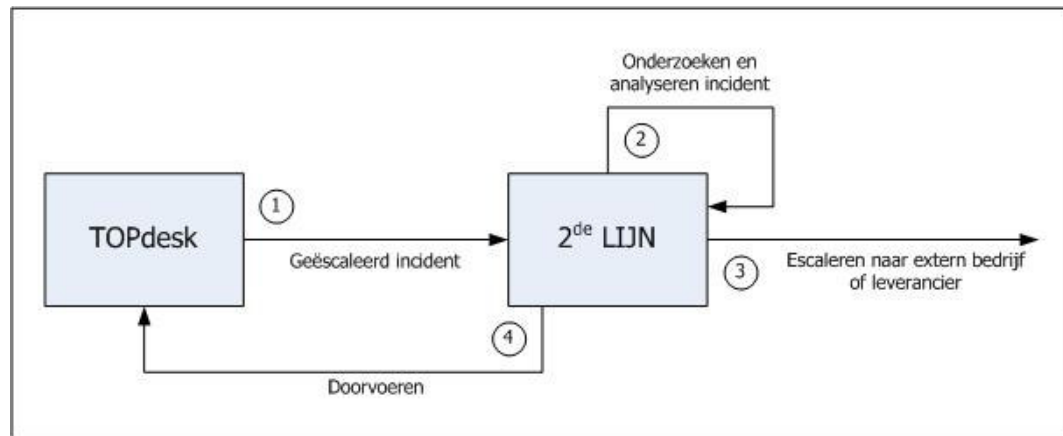 Onderzoeken en
analyseren incident
2
TOPdesk
1
Geëscaleerd incident
2de LIJN
3
Escaleren naar extern bedrijf
of leverancier
4
Doorvoeren